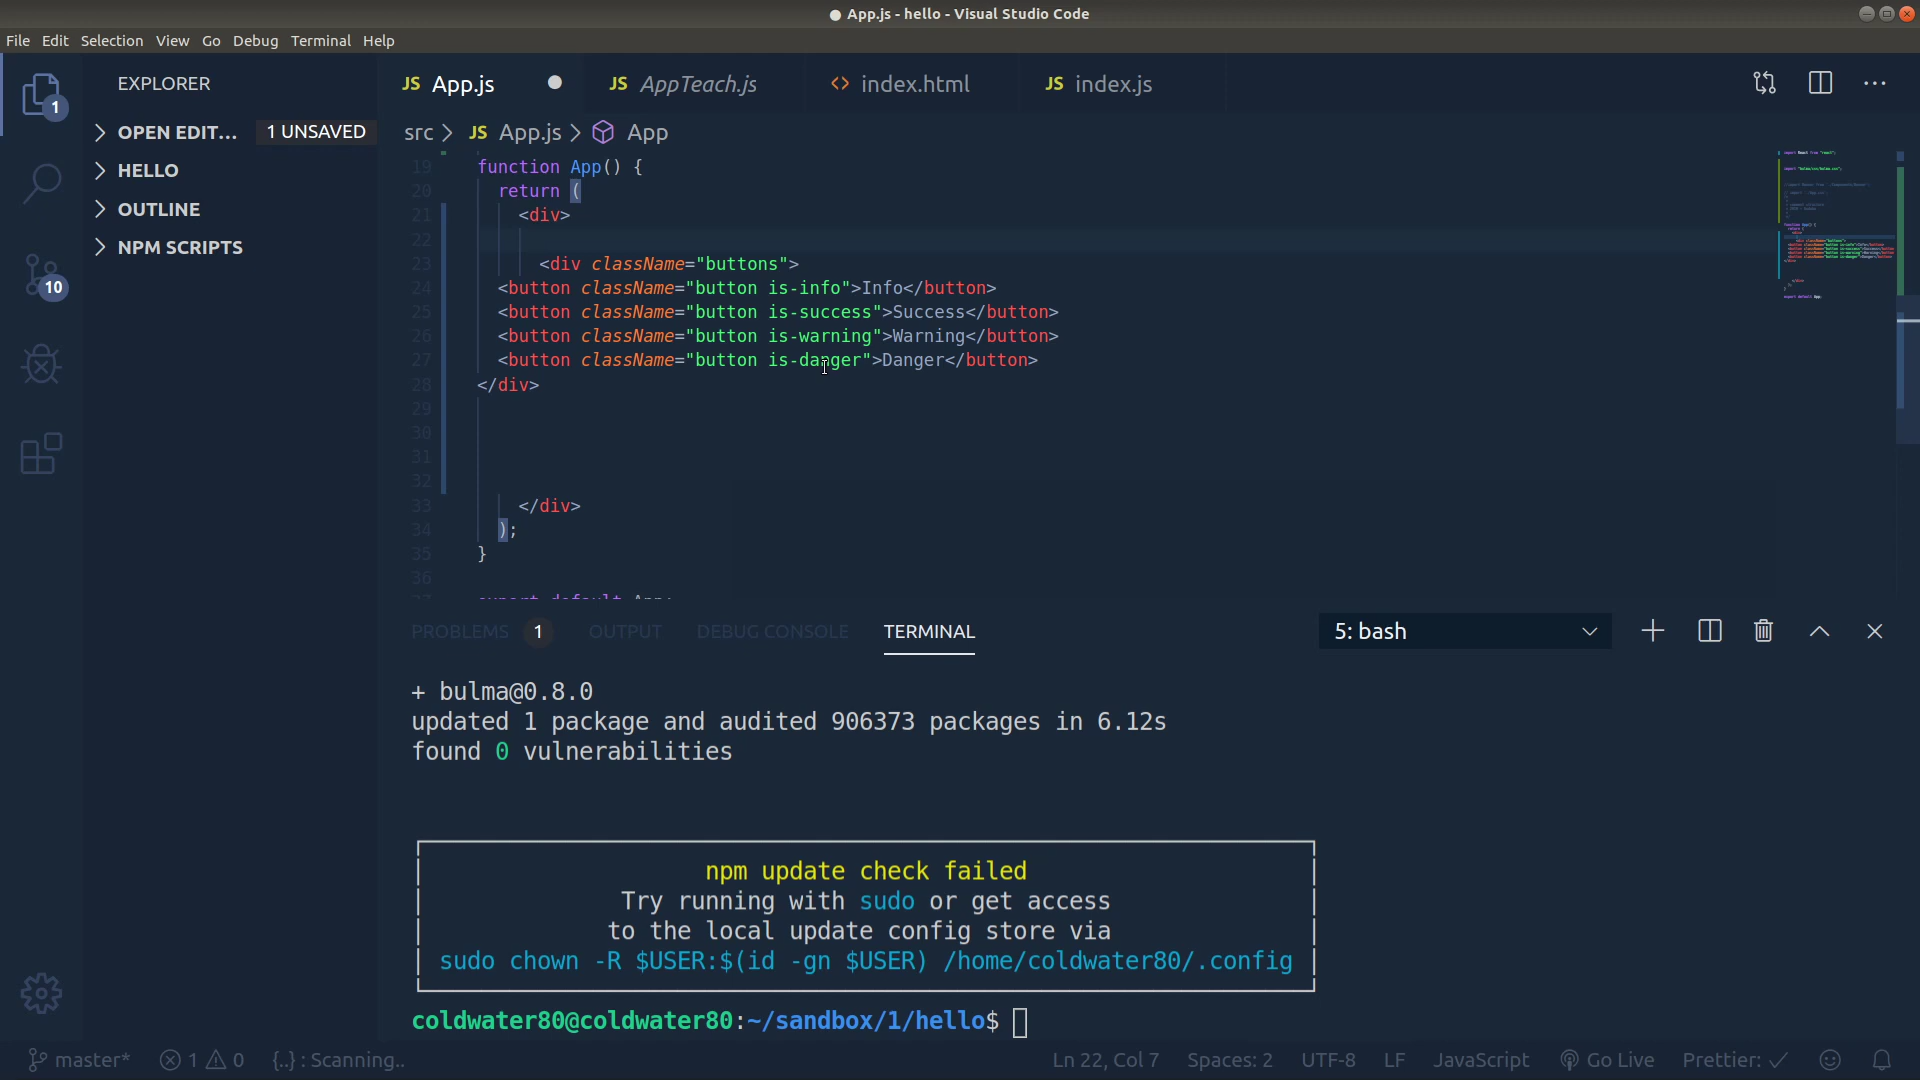 ● App.js - hello - Visual Studio Code
File Edit Selection View Go Debug Terminal Help
1
EXPLORER
OPEN EDIT... 1 UNSAVED
HELLO
OUTLINE
NPM SCRIPTS
10
JS App.js JS AppTeach.js <> index.html JS index.js
src > JS App.js > App
19 function App() {
20 return (
21 <div>
22
23 <div className="buttons">
24 <button className="button is-info">Info</button>
25 <button className="button is-success">Success</button>
26 <button className="button is-warning">Warning</button>
27 <button className="button is-danger">Danger</button>
28 </div>
29
30
31
32
33 </div>
34 );
35 }
36
37 export default App;
PROBLEMS 1 OUTPUT DEBUG CONSOLE TERMINAL 5: bash
+ bulma@0.8.0
updated 1 package and audited 906373 packages in 6.12s
found 0 vulnerabilities
npm update check failed
Try running with sudo or get access
to the local update config store via
sudo chown -R $USER:$(id -gn $USER) /home/coldwater80/.config
coldwater80@coldwater80:~/sandbox/1/hello$
master* 1 0 {..} : Scanning.. Ln 22, Col 7 Spaces: 2 UTF-8 LF JavaScript Go Live Prettier: ✓